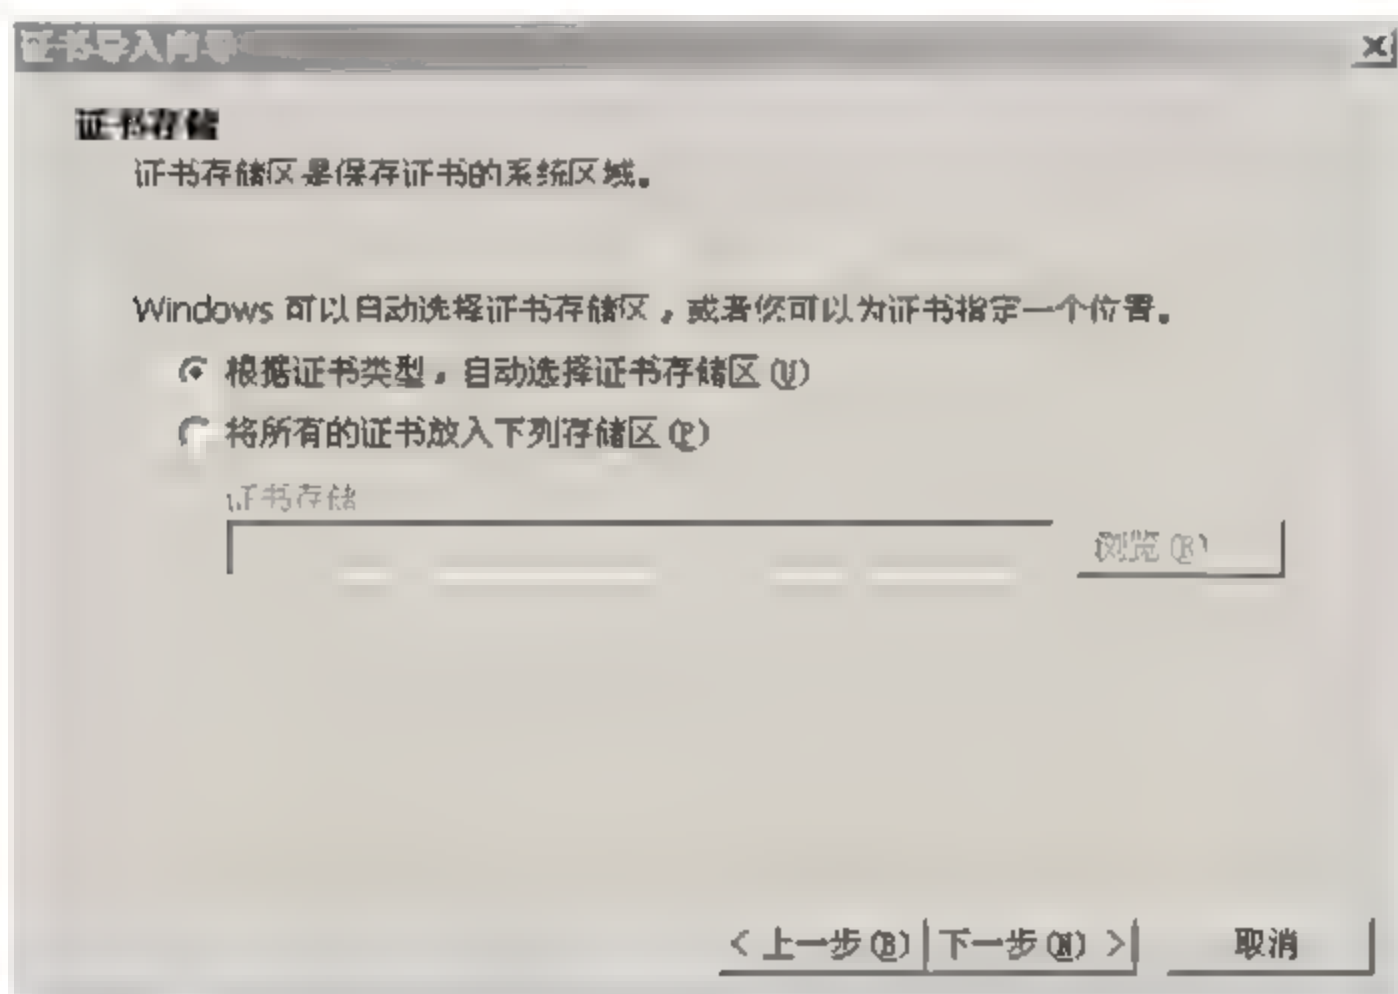 证书导入向导
证书存储
证书存储区是保存证书的系统区域。
Windows 可以自动选择证书存储区，或者您可以为证书指定一个位置。
根据证书类型，自动选择证书存储区(U)
将所有的证书放入下列存储区(P)
证书存储
浏览(R)
< 上一步(B) 下一步(N) > 取消